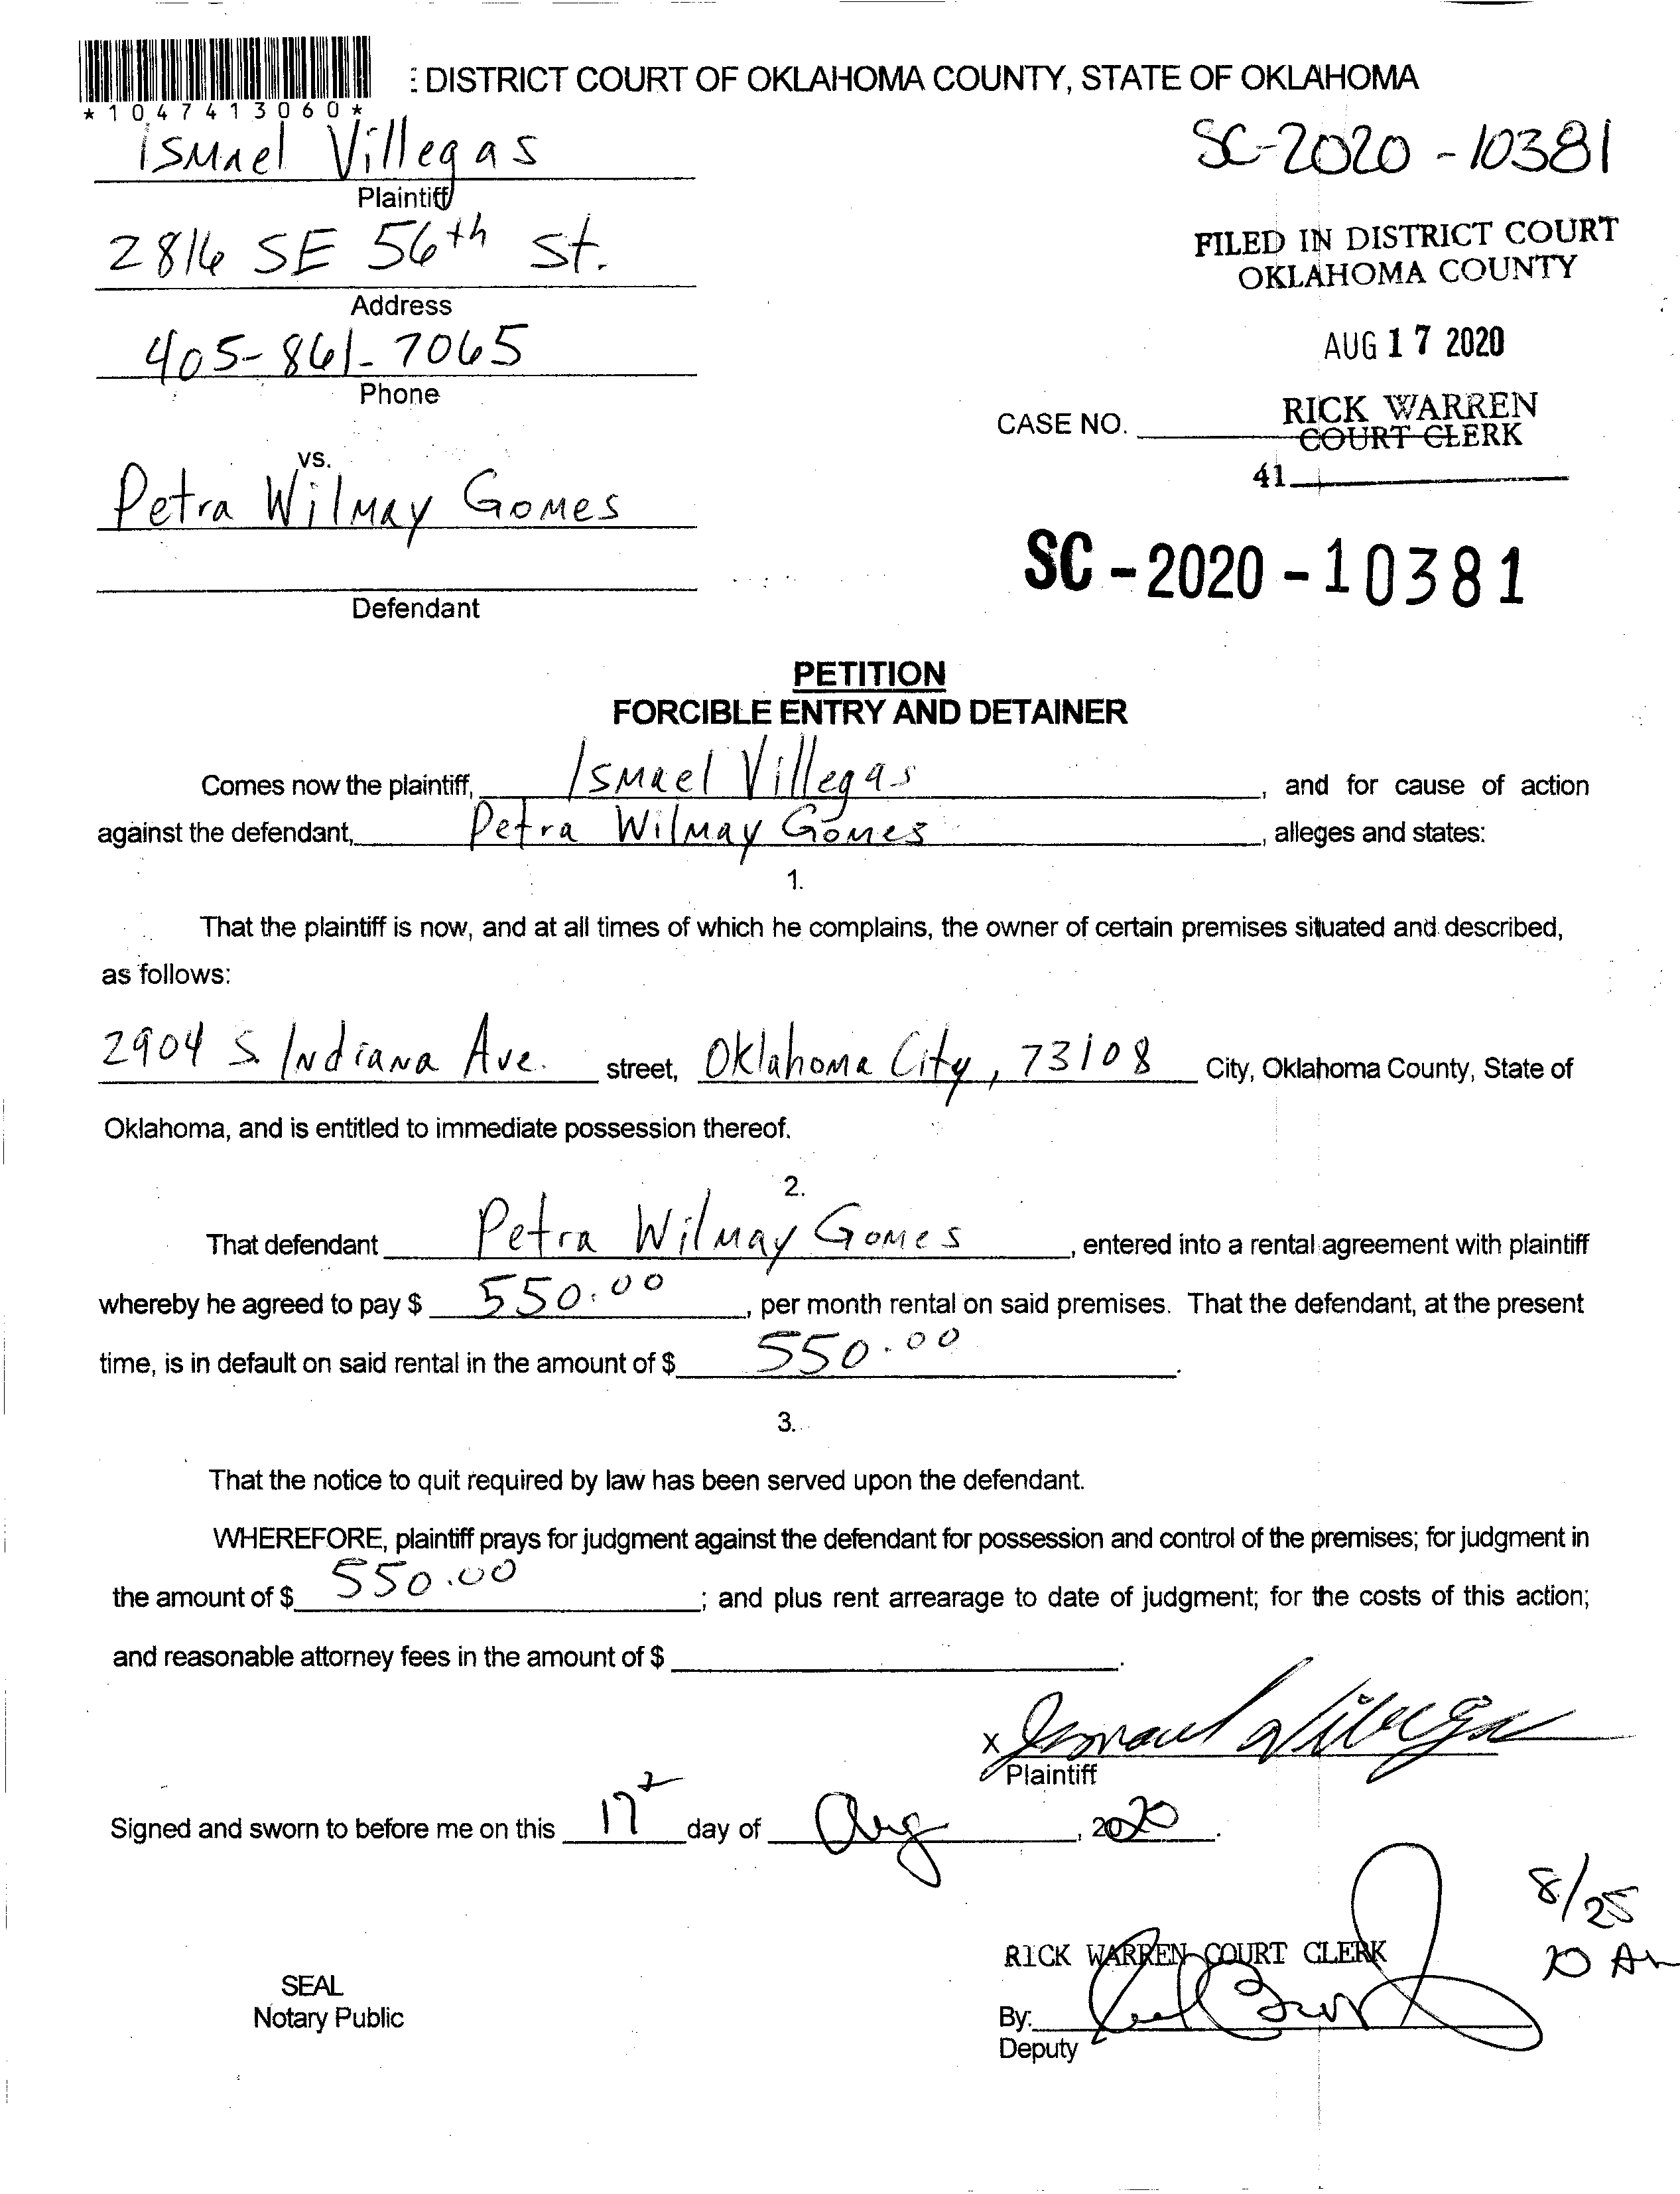 : DISTRICT COURT OF OKLAHOMA COUNTY, STATE OF OKLAHOMA
*1047413060*
Ismael Villegas
Plaintiff
SC-2020-10381
2816 SE 56th St.
Address
FILED IN DISTRICT COURT
OKLAHOMA COUNTY
405-861-7065
Phone
AUG 17 2020
RICK WARREN
CASE NO.
COURT CLERK
41
vs.
Petra Wilmay Gomes
Defendant
SC-2020-10381
PETITION
FORCIBLE ENTRY AND DETAINER
Comes now the plaintiff, Ismael Villegas, and for cause of action
against the defendant, Petra Wilmay Gomes, alleges and states:
1.
That the plaintiff is now, and at all times of which he complains, the owner of certain premises situated and described,
as follows:
2904 S. Indiana Ave. street, Oklahoma City, 73108 City, Oklahoma County, State of
Oklahoma, and is entitled to immediate possession thereof.
2.
That defendant Petra Wilmay Gomes, entered into a rental agreement with plaintiff
whereby he agreed to pay $ 550.00, per month rental on said premises. That the defendant, at the present
time, is in default on said rental in the amount of $ 550.00.
3.
That the notice to quit required by law has been served upon the defendant.
WHEREFORE, plaintiff prays for judgment against the defendant for possession and control of the premises; for judgment in
the amount of $ 550.00; and plus rent arrearage to date of judgment; for the costs of this action;
and reasonable attorney fees in the amount of $ .
x Ismael Villegas
Plaintiff
Signed and sworn to before me on this 17 day of Aug, 2020.
8/25
10 AM
RICK WARREN COURT CLERK
SEAL
Notary Public
By:
Deputy